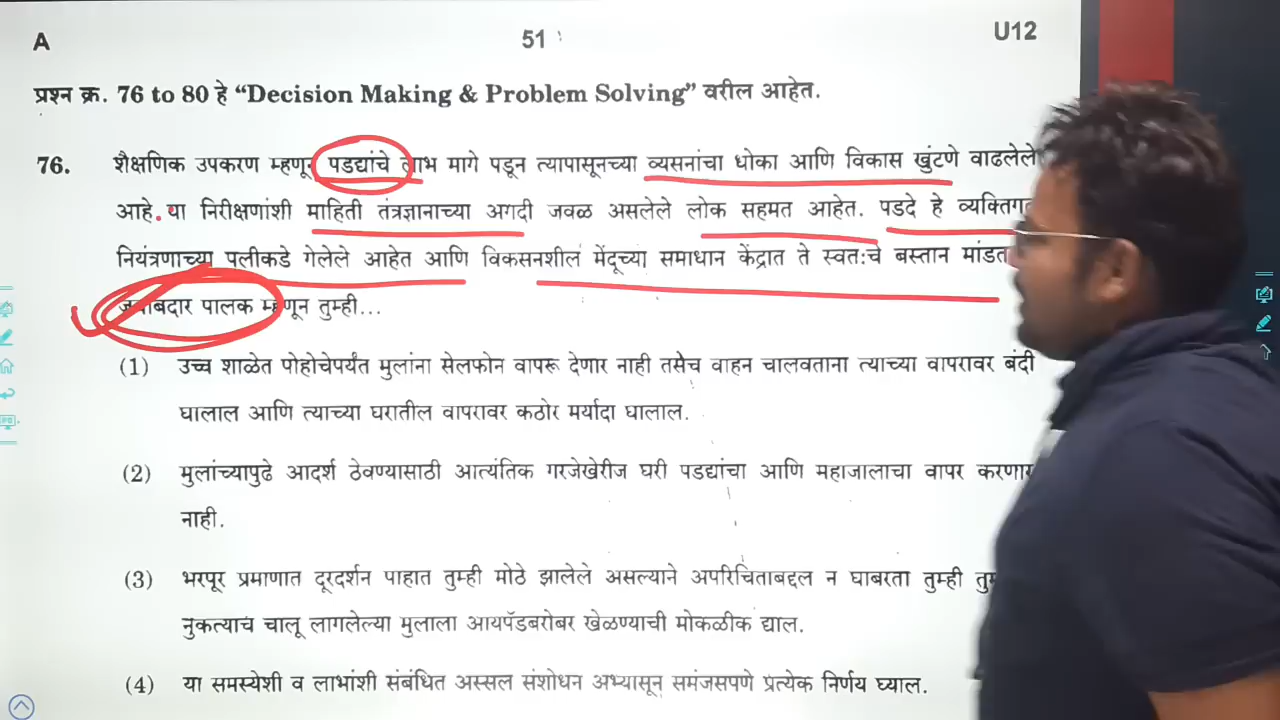 A 51 U12
प्रश्न क्र. 76 to 80 हे “Decision Making & Problem Solving” वरील आहेत.
76. शैक्षणिक उपकरण म्हणून पडद्यांचे लाभ मागे पडून त्यापासूनच्या व्यसनांचा धोका आणि विकास खुंटणे वाढलेले
आहे. या निरीक्षणांशी माहिती तंत्रज्ञानाच्या अगदी जवळ असलेले लोक सहमत आहेत. पडदे हे
नियंत्रणाच्या पलीकडे गेलेले आहेत आणि विकसनशील मेंदूच्या समाधान केंद्रात ते स्वतःचे बस्तान
जबाबदार पालक म्हणून तुम्ही...
(1) उच्च शाळेत पोहोचेपर्यंत मुलांना सेलफोन वापरू देणार नाही तसेच वाहन चालवताना त्याच्या वापरावर बंदी
घालाल आणि त्याच्या घरातील वापरावर कठोर मर्यादा घालाल.
(2) मुलांच्यापुढे आदर्श ठेवण्यासाठी आत्यंतिक गरजेखेरीज घरी पडद्यांचा आणि महाजालाचा वापर करणार
नाही.
(3) भरपूर प्रमाणात दूरदर्शन पाहात तुम्ही मोठे झालेले असल्याने अपरिचिताबद्दल न घाबरता तुम्ही
नुकत्याच चालू लागलेल्या मुलाला आयपॅडबरोबर खेळण्याची मोकळीक द्याल.
(4) या समस्येशी व लाभांशी संबंधित अस्सल संशोधन अभ्यासून समंजसपणे प्रत्येक निर्णय घ्याल.